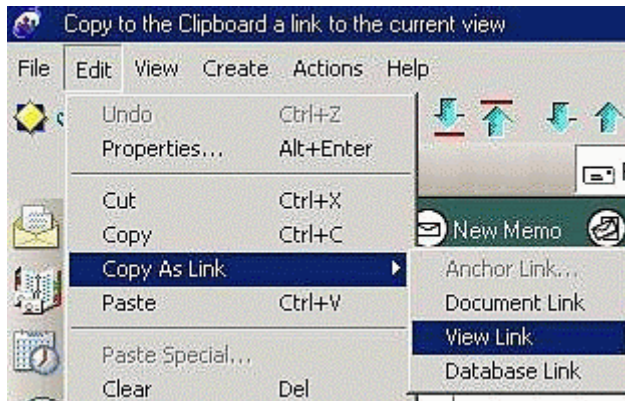 Copy to the Clipboard a link to the current view
File Edit View Create Actions Help
Undo Ctrl+Z
Properties... Alt+Enter
Cut Ctrl+X
Copy Ctrl+C
New Memo
Copy As Link
Anchor Link...
Paste Ctrl+V
Document Link
View Link
Paste Special...
Database Link
Clear Del